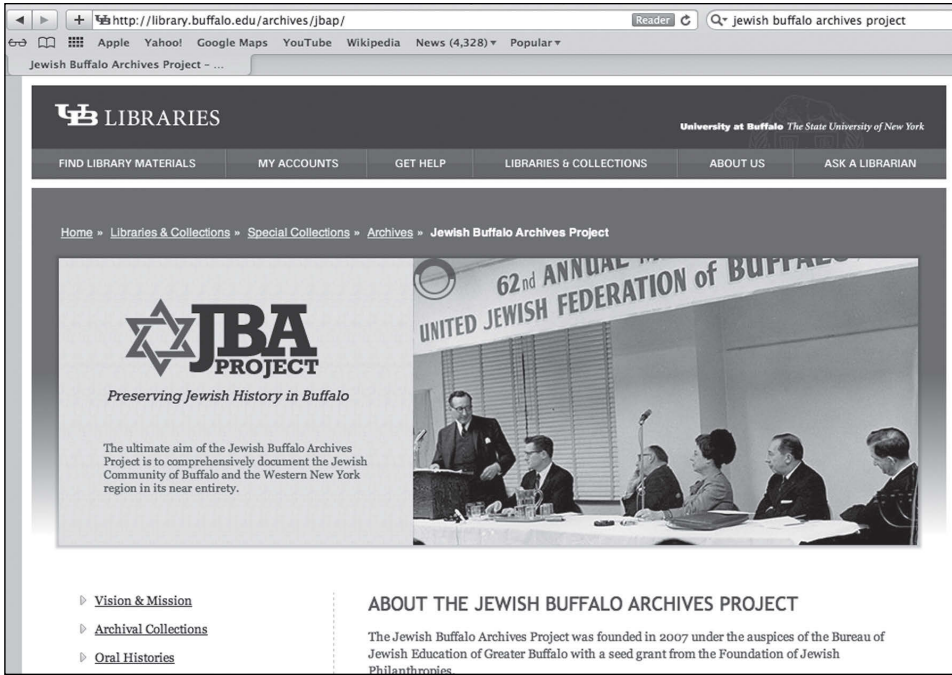 http://library.buffalo.edu/archives/jbap/ Reader jewish buffalo archives project
Apple Yahoo! Google Maps YouTube Wikipedia News (4,328) Popular
Jewish Buffalo Archives Project – ...
UB LIBRARIES
University at Buffalo The State University of New York
FIND LIBRARY MATERIALS MY ACCOUNTS GET HELP LIBRARIES & COLLECTIONS ABOUT US ASK A LIBRARIAN
Home » Libraries & Collections » Special Collections » Archives » Jewish Buffalo Archives Project
62nd ANNUAL
UNITED JEWISH FEDERATION of
JBA
PROJECT
Preserving Jewish History in Buffalo
The ultimate aim of the Jewish Buffalo Archives
Project is to comprehensively document the Jewish
Community of Buffalo and the Western New York
region in its near entirety.
Vision & Mission
Archival Collections
Oral Histories
ABOUT THE JEWISH BUFFALO ARCHIVES PROJECT
The Jewish Buffalo Archives Project was founded in 2007 under the auspices of the Bureau of
Jewish Education of Greater Buffalo with a seed grant from the Foundation of Jewish
Philanthropies.